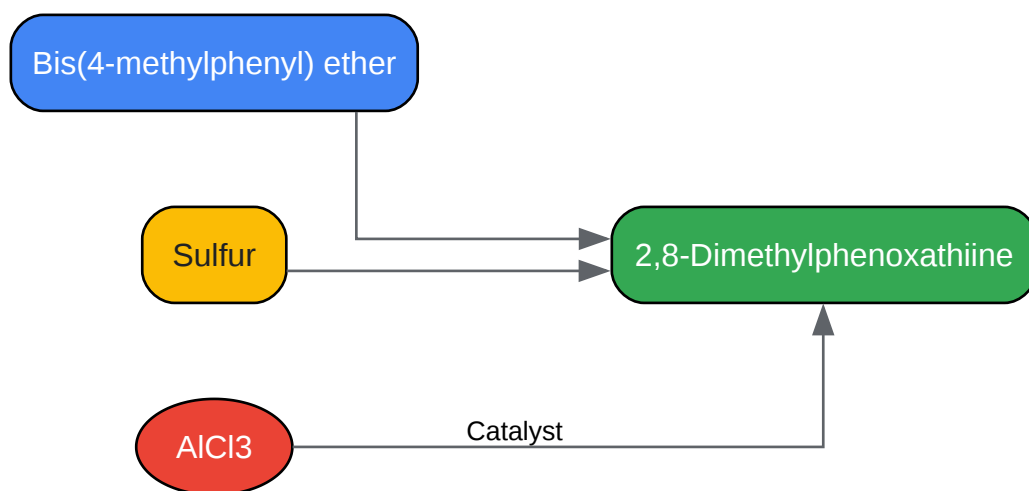 Bis(4-methylphenyl) ether
Sulfur
2,8-Dimethylphenoxathiine
Catalyst
AlCl3